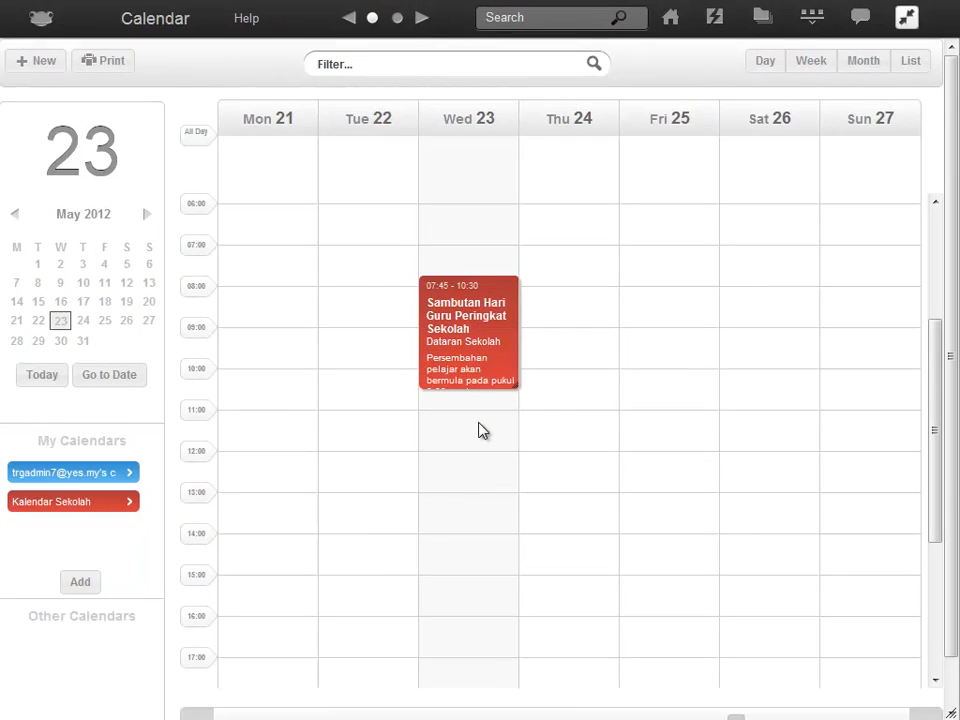 Calendar Help Search
New Print Filter... Day Week Month List
23
May 2012
M T W T F S S
1 2 3 4 5 6
7 8 9 10 11 12 13
14 15 16 17 18 19 20
21 22 23 24 25 26 27
28 29 30 31
Today Go to Date
My Calendars
trgadmin7@yes.my's c
Kalendar Sekolah
Add
Other Calendars
Mon 21 Tue 22 Wed 23 Thu 24 Fri 25 Sat 26 Sun 27
All Day
06:00
07:00
08:00
09:00
10:00
11:00
12:00
13:00
14:00
15:00
16:00
17:00
07:45 - 10:30
Sambutan Hari
Guru Peringkat
Sekolah
Dataran Sekolah
Persembahan
pelajar akan
bermula pada pukul